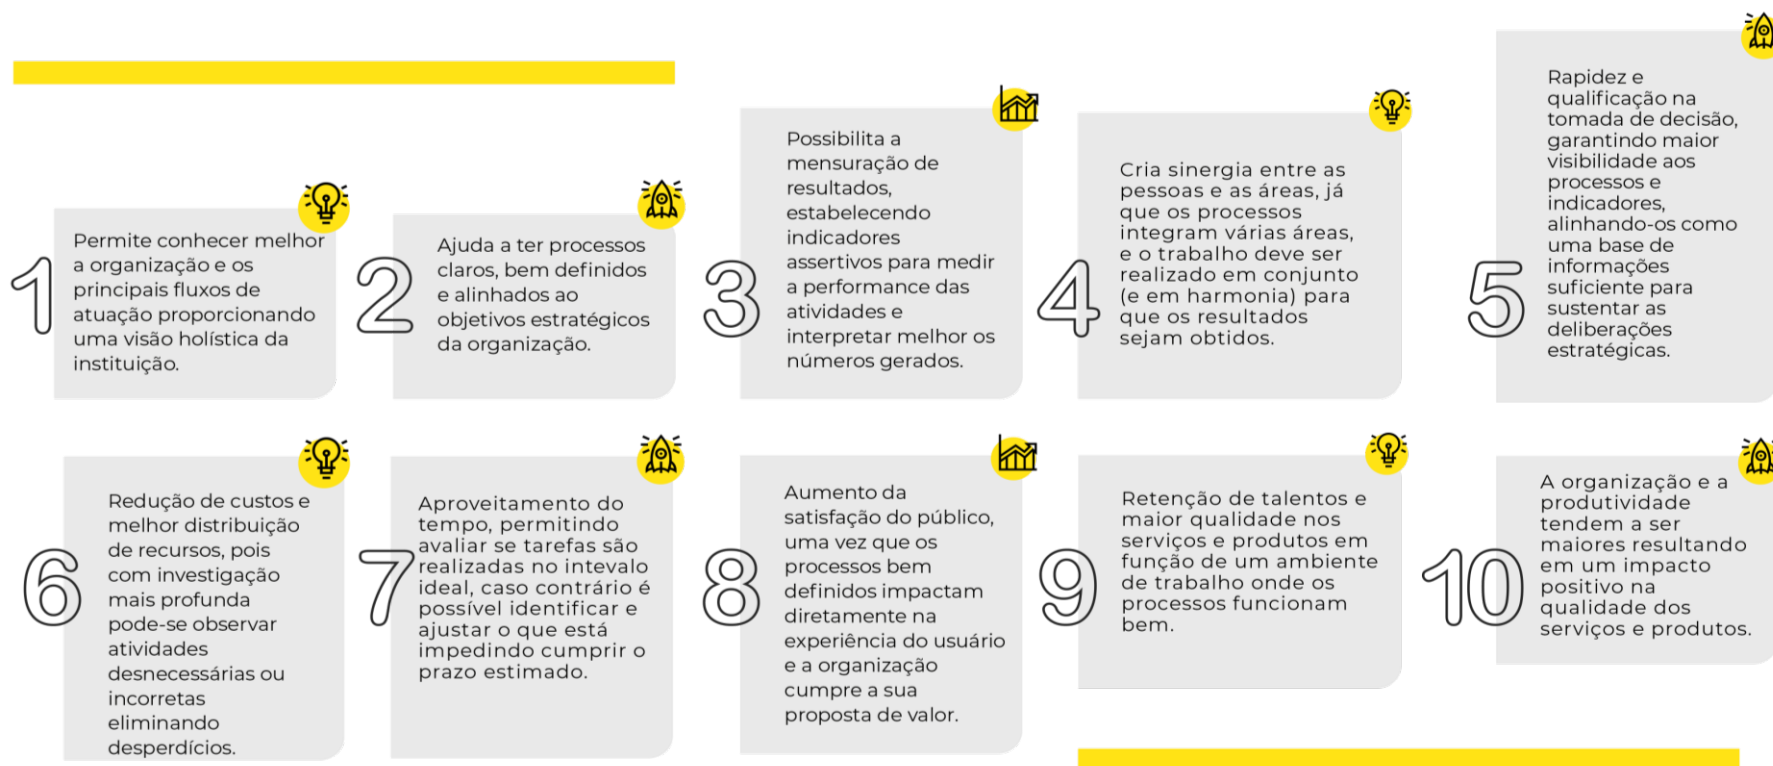 1
Permite conhecer melhor
a organização e os
principais fluxos de
atuação proporcionando
uma visão holística da
instituição.
2
Ajuda a ter processos
claros, bem definidos
e alinhados ao
objetivos estratégicos
da organização.
3
Possibilita a
mensuração de
resultados,
estabelecendo
indicadores
assertivos para medir
a performance das
atividades e
interpretar melhor os
números gerados.
4
Cria sinergia entre as
pessoas e as áreas, já
que os processos
integram várias áreas,
e o trabalho deve ser
realizado em conjunto
(e em harmonia) para
que os resultados
sejam obtidos.
5
Rapidez e
qualificação na
tomada de decisão,
garantindo maior
visibilidade aos
processos e
indicadores,
alinhando-os como
uma base de
informações
suficiente para
sustentar as
deliberações
estratégicas.
6
Redução de custos e
melhor distribuição
de recursos, pois
com investigação
mais profunda
pode-se observar
atividades
desnecessárias ou
incorretas
eliminando
desperdícios.
7
Aproveitamento do
tempo, permitindo
avaliar se tarefas são
realizadas no intevalo
ideal, caso contrário é
possível identificar e
ajustar o que está
impedindo cumprir o
prazo estimado.
8
Aumento da
satisfação do público,
uma vez que os
processos bem
definidos impactam
diretamente na
experiência do usuário
e a organização
cumpre a sua
proposta de valor.
9
Retenção de talentos e
maior qualidade nos
serviços e produtos em
função de um ambiente
de trabalho onde os
processos funcionam
bem.
10
A organização e a
produtividade
tendem a ser
maiores resultando
em um impacto
positivo na
qualidade dos
serviços e produtos.